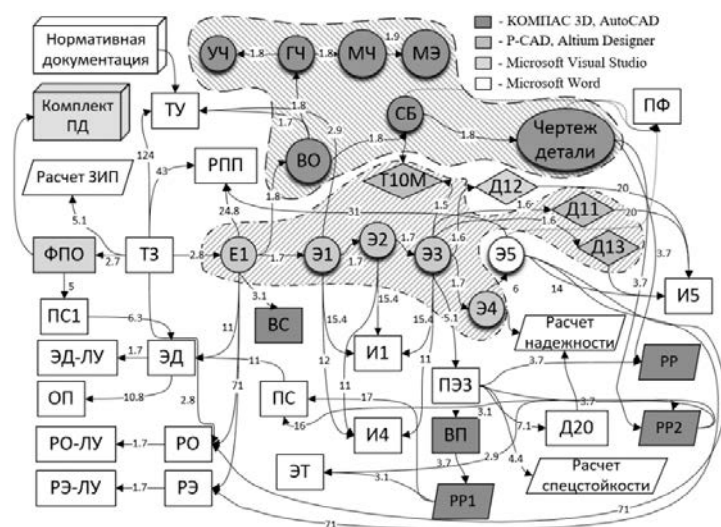 Нормативная
документация
Комплект
ПД
Расчет ЗИП
ФПО
ПС1
ЭД-ЛУ
ОП
РО-ЛУ
РЭ-ЛУ
ТУ
РПП
ТЗ
ЭД
РО
РЭ
УЧ
ГЧ
МЧ
МЭ
ВО
СБ
Чертеж
детали
Т10М
Д12
Д11
Д13
Е1
Э1
Э2
Э3
Э4
Э5
ВС
И1
И4
И5
ПС
ПЭ3
ВП
ЭТ
РР1
Д20
РР
РР2
ПФ
Расчет
надежности
Расчет
спецстойкости
- КОМПАС 3D, AutoCAD
- P-CAD, Altium Designer
- Microsoft Visual Studio
- Microsoft Word
1.8
1.8
1.9
1.8
1.7
2.9
1.8
1.8
1.8
124
43
24.8
5.1
2.7
2.8
1.7
1.7
1.7
1.5
31
1.6
1.6
1.6
20
20
1.7
3.7
3.7
5
6.3
3.1
11
15.4
15.4
15.4
5.1
6
14
1.7
10.8
11
71
12
11
11
17
3.7
3.7
2.8
16
3.1
7.1
1.7
1.7
3.7
3.1
2.9
4.4
71
71